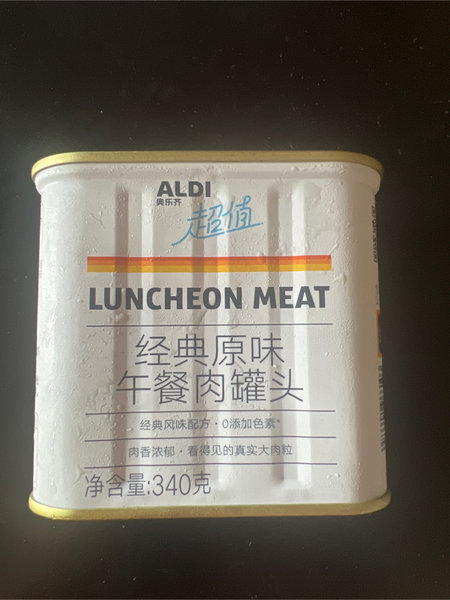 ALDI
奥乐齐
超值
LUNCHEON MEAT
经典原味
午餐肉罐头
经典风味配方·0添加色素*
肉香浓郁·看得见的真实大肉粒
净含量:340克